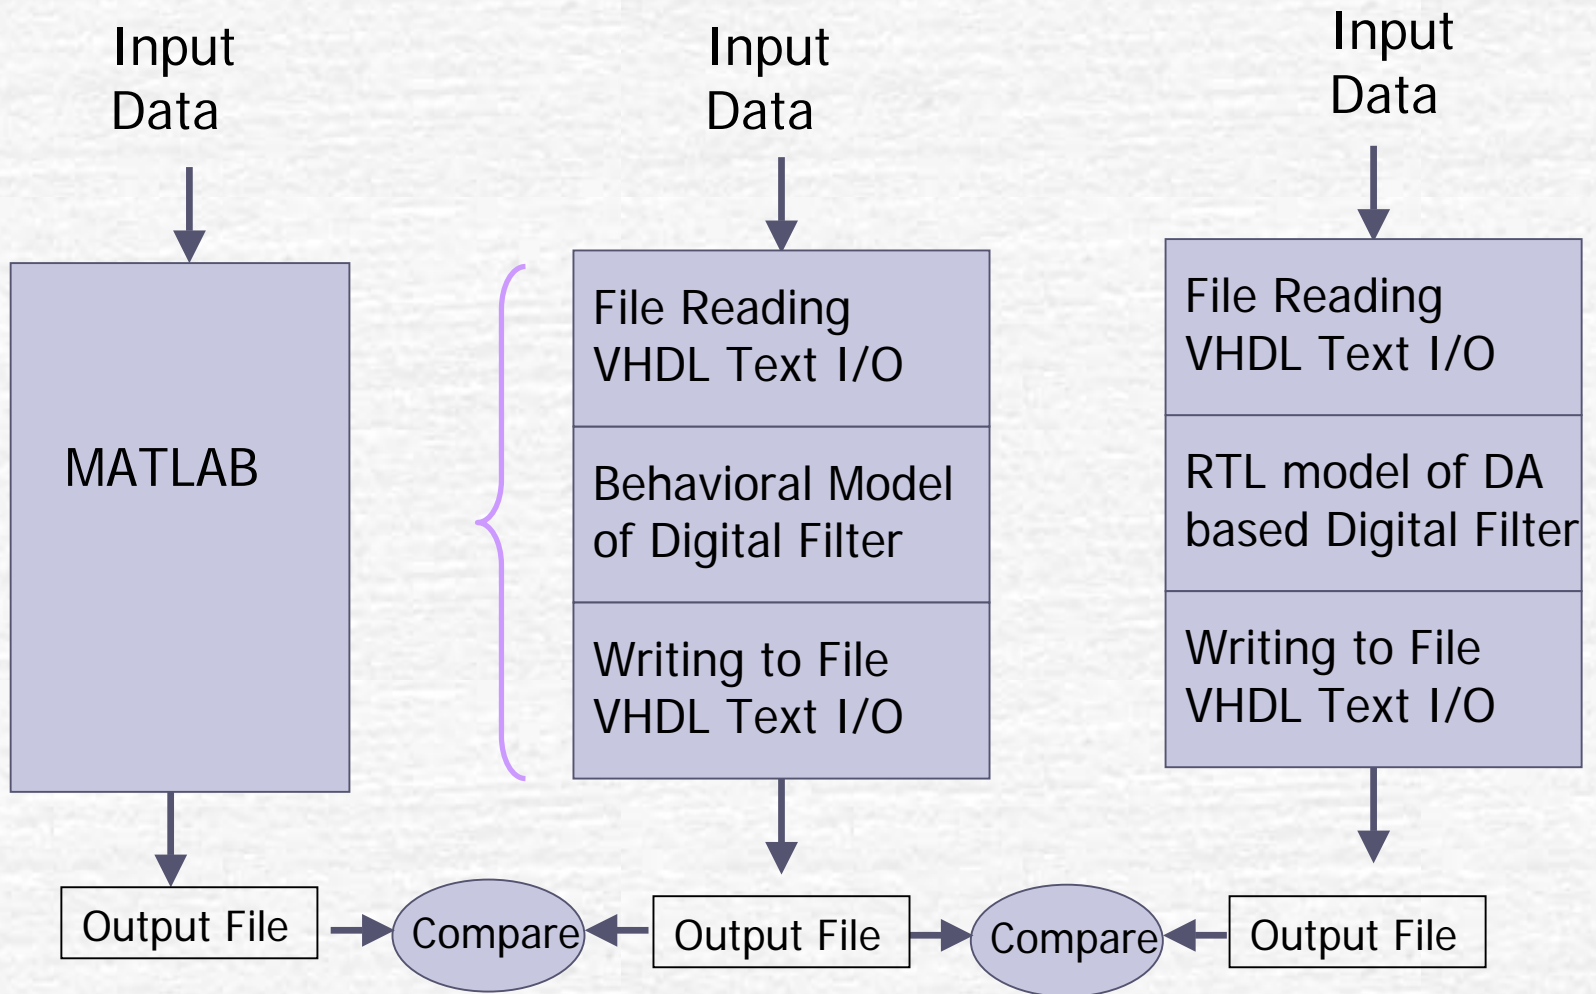 Input
Data
Input
Data
Input
Data
MATLAB
File Reading
VHDL Text I/O
Behavioral Model
of Digital Filter
Writing to File
VHDL Text I/O
File Reading
VHDL Text I/O
RTL model of DA
based Digital Filter
Writing to File
VHDL Text I/O
Output File
Compare
Output File
Compare
Output File